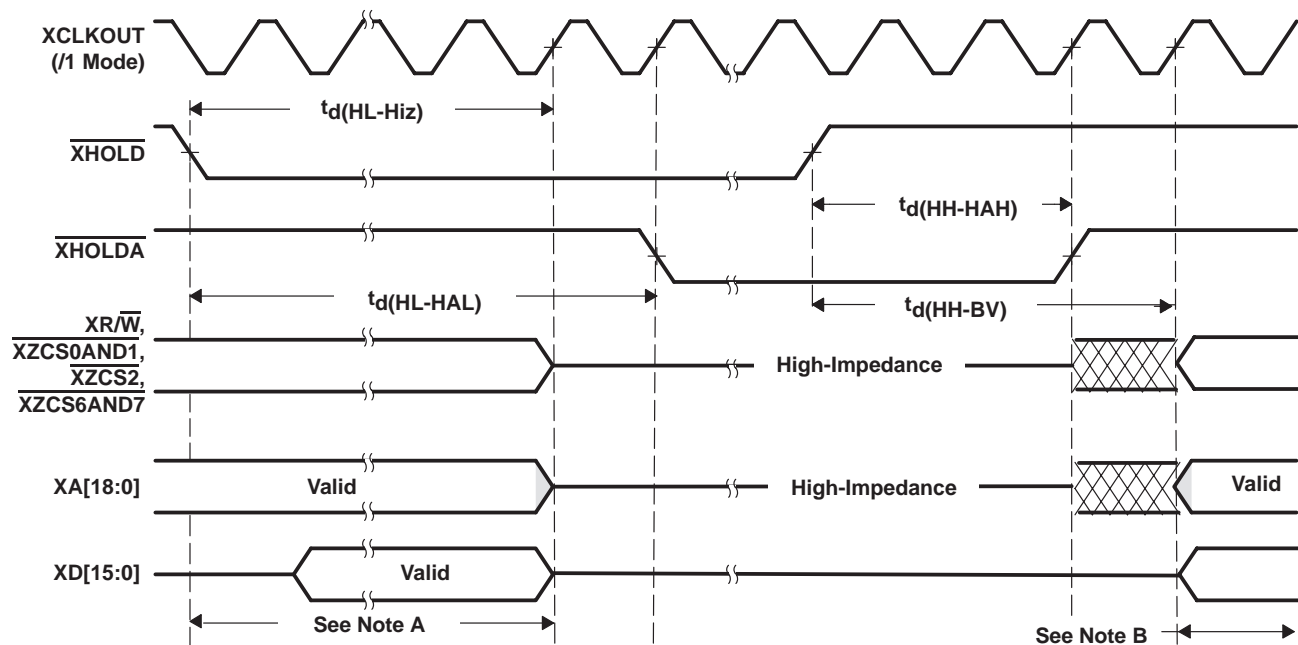 XCLKOUT
(/1 Mode)
td(HL-Hiz)
XHOLD
td(HH-HAH)
XHOLDA
td(HL-HAL)
td(HH-BV)
XR/W,
XZCS0AND1,
XZCS2,
XZCS6AND7
High-Impedance
XA[18:0]
Valid
High-Impedance
Valid
XD[15:0]
Valid
See Note A
See Note B